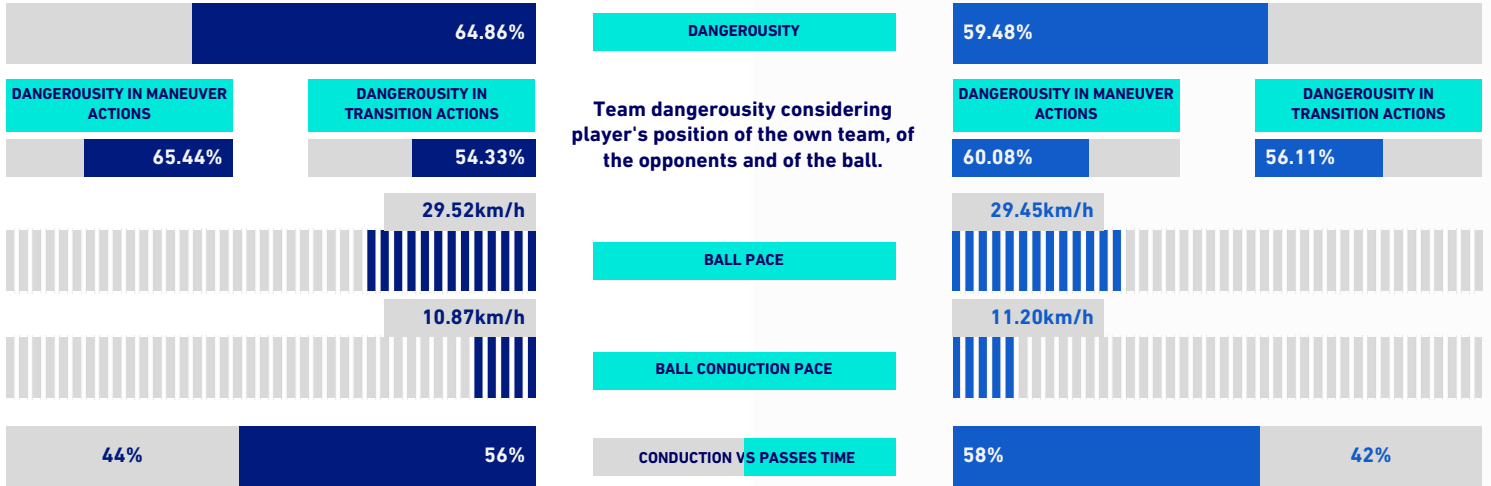 64.86%
DANGEROUSITY
59.48%
DANGEROUSITY IN MANEUVER
ACTIONS
DANGEROUSITY IN
TRANSITION ACTIONS
65.44%
54.33%
Team dangerousity considering
player's position of the own team, of
the opponents and of the ball.
DANGEROUSITY IN MANEUVER
ACTIONS
DANGEROUSITY IN
TRANSITION ACTIONS
60.08%
56.11%
29.52km/h
BALL PACE
29.45km/h
10.87km/h
BALL CONDUCTION PACE
11.20km/h
44%
56%
CONDUCTION VS PASSES TIME
58%
42%